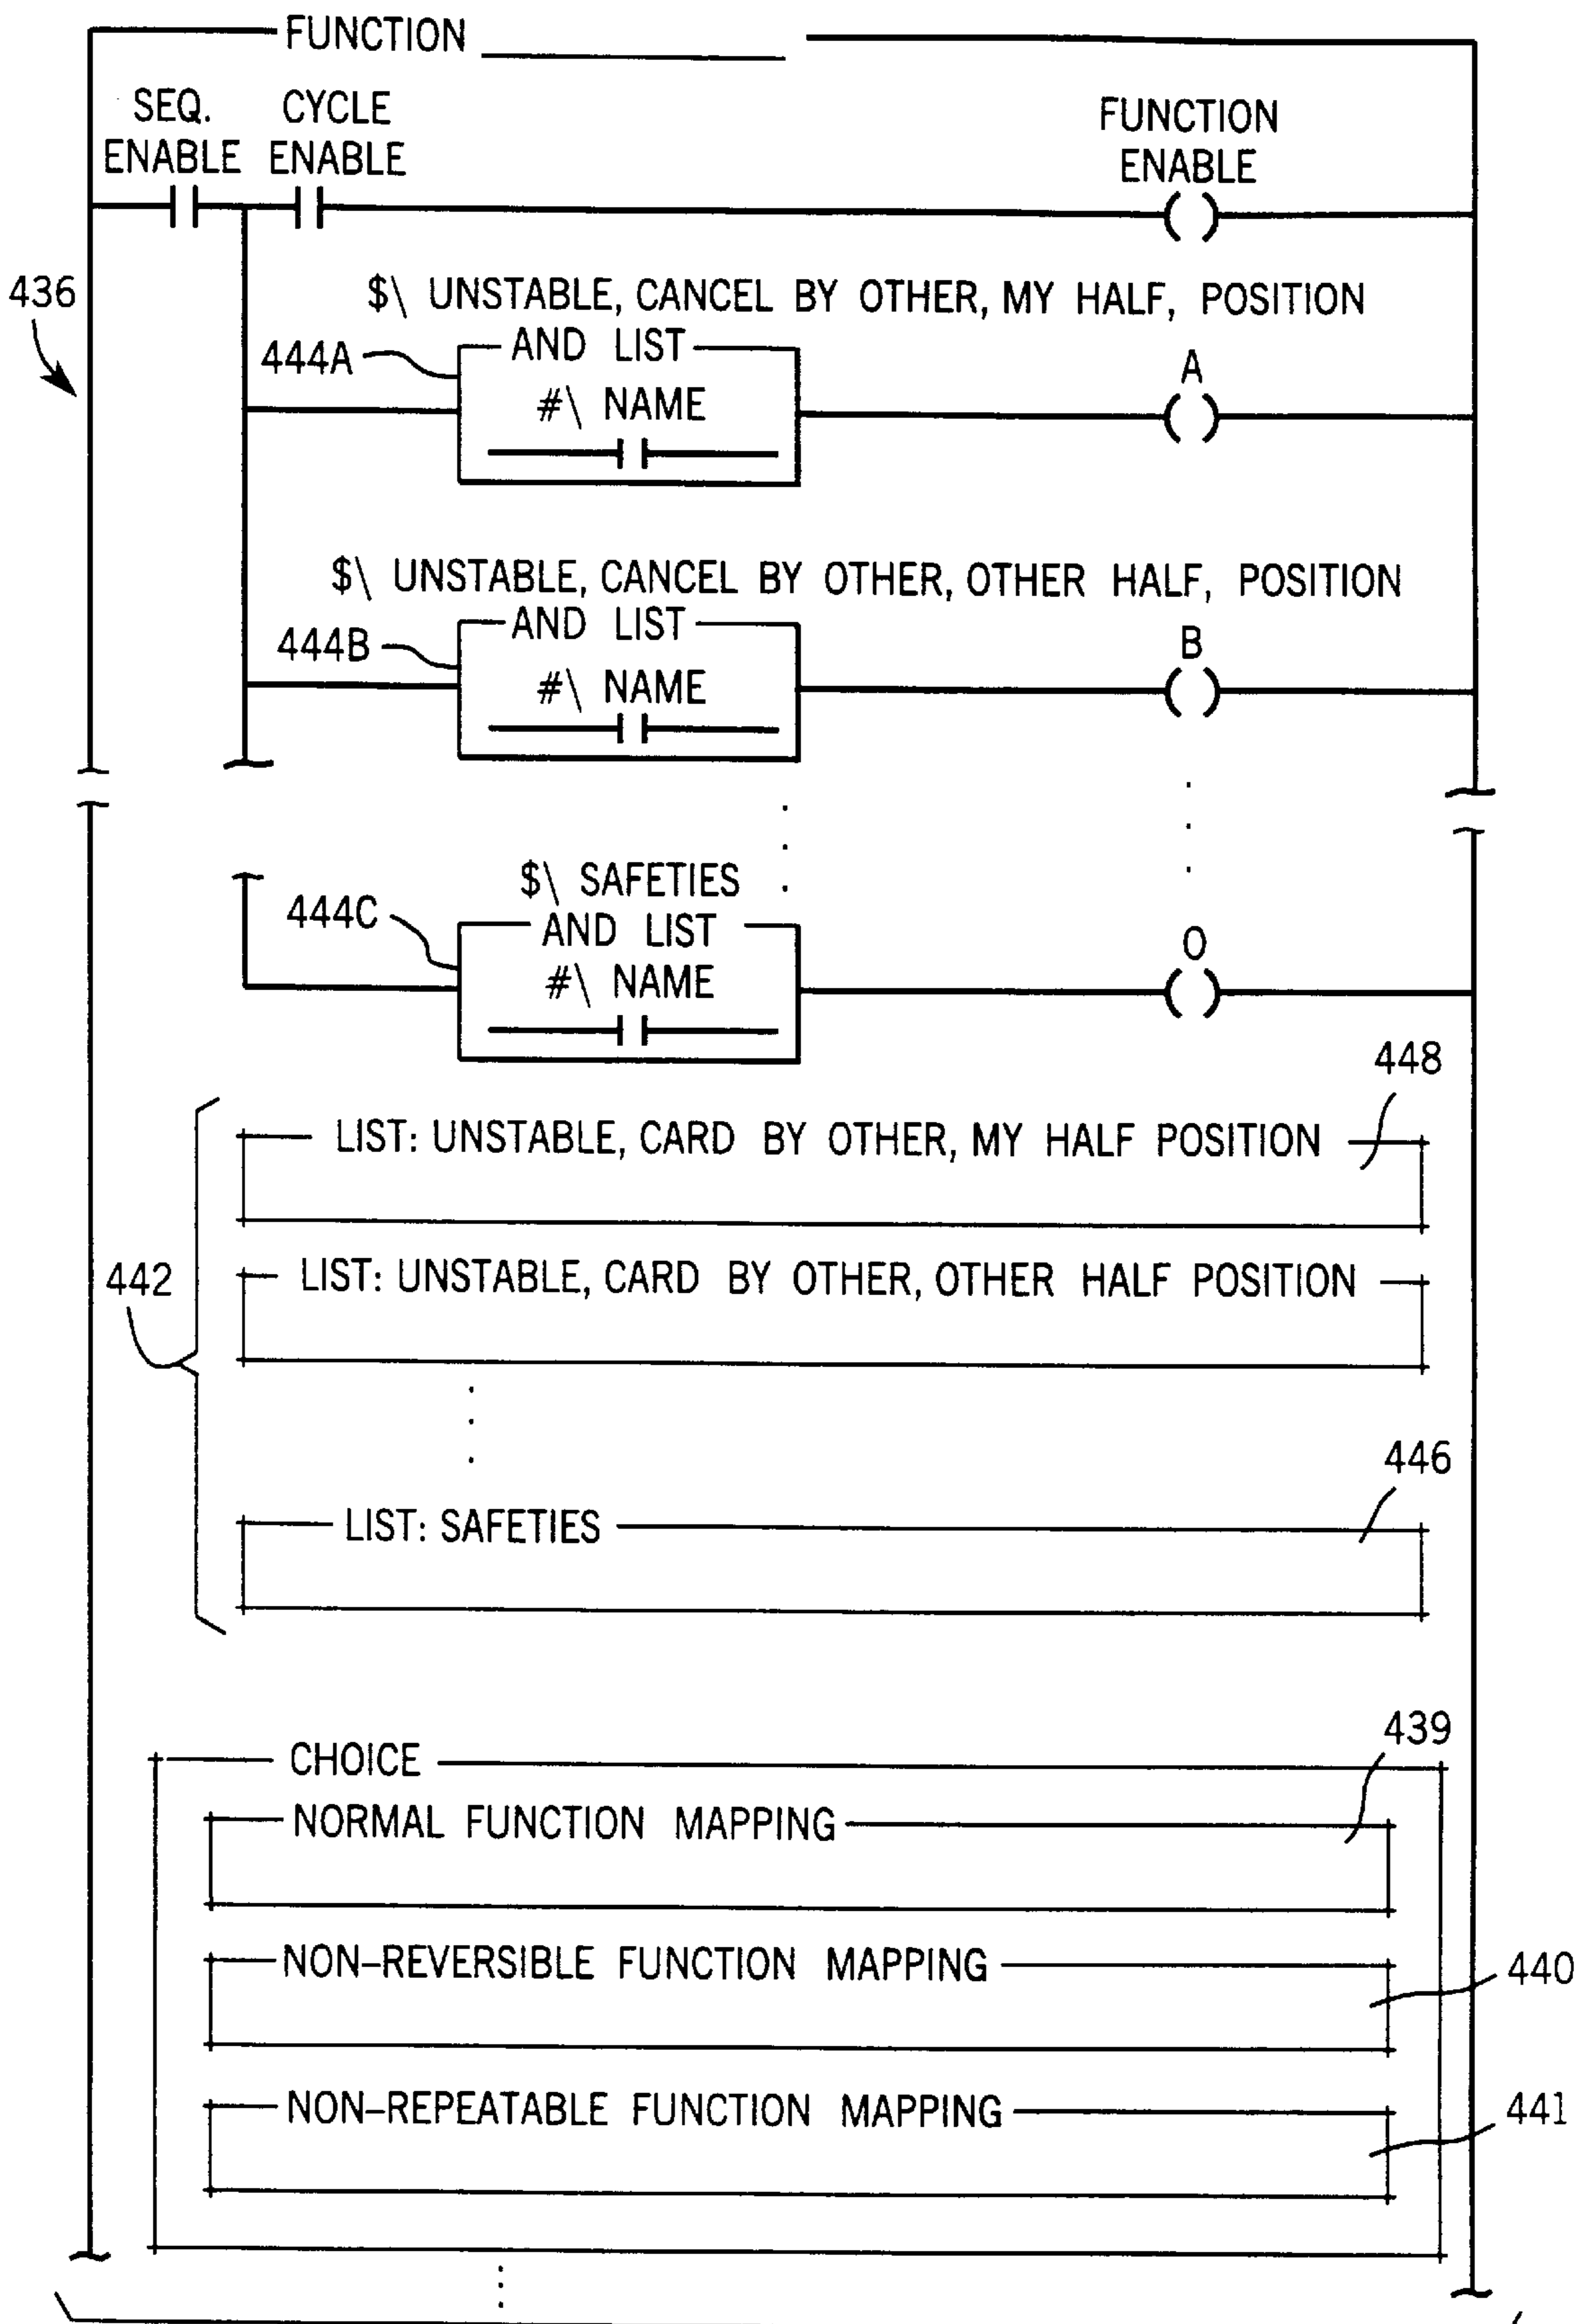 FUNCTION
SEQ. ENABLE
CYCLE ENABLE
FUNCTION ENABLE
436
$\ UNSTABLE, CANCEL BY OTHER, MY HALF, POSITION
444A
AND LIST
#\ NAME
A
$\ UNSTABLE, CANCEL BY OTHER, OTHER HALF, POSITION
444B
AND LIST
#\ NAME
B
$\ SAFETIES
444C
AND LIST
#\ NAME
O
448
LIST: UNSTABLE, CARD BY OTHER, MY HALF POSITION
442
LIST: UNSTABLE, CARD BY OTHER, OTHER HALF POSITION
446
LIST: SAFETIES
439
CHOICE
NORMAL FUNCTION MAPPING
NON–REVERSIBLE FUNCTION MAPPING
440
NON–REPEATABLE FUNCTION MAPPING
441